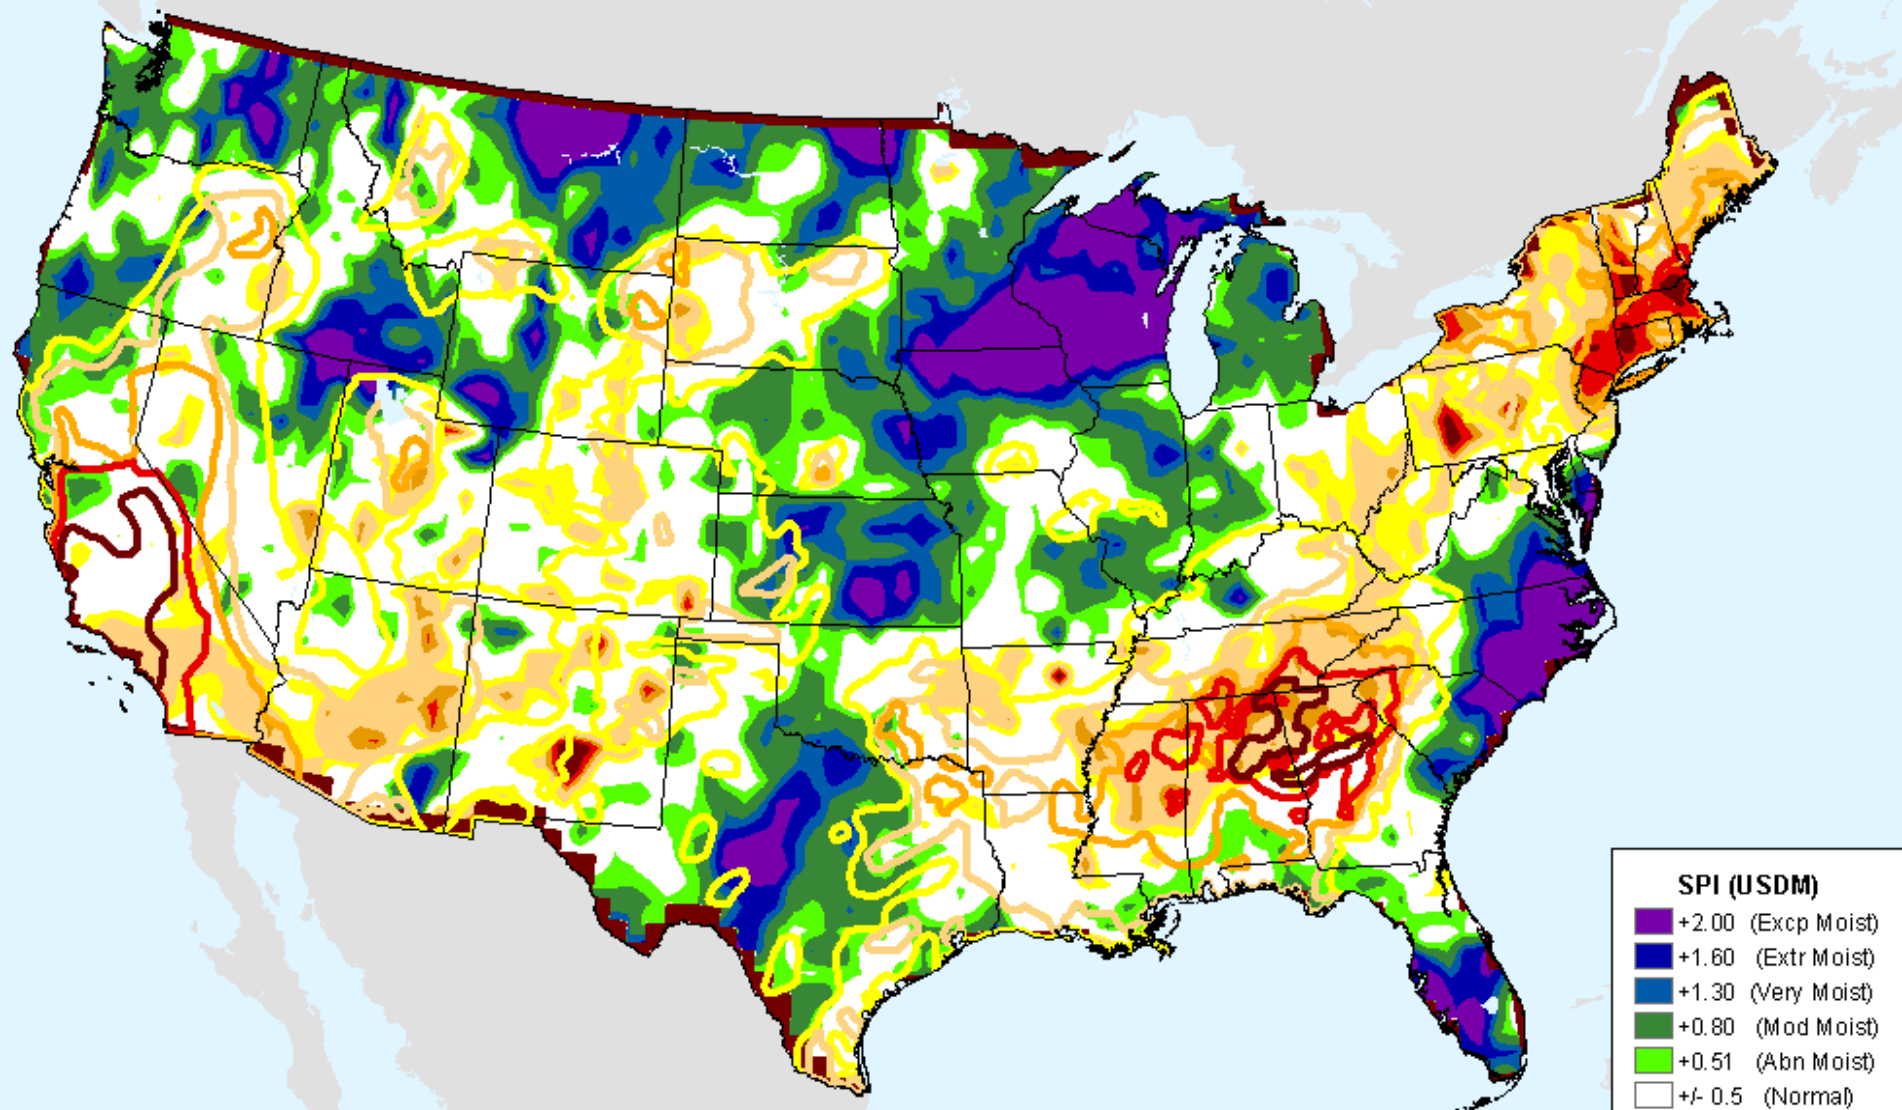 SPI (USDM)
+2.00 (Excp Moist)
+1.60 (Extr Moist)
+1.30 (Very Moist)
+0.80 (Mod Moist)
+0.51 (Abn Moist)
+/- 0.5 (Normal)